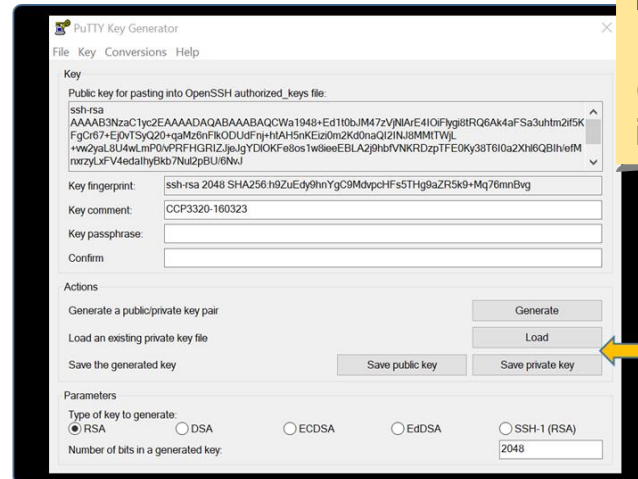 PuTTY Key Generator
File Key Conversions Help
Key
Public key for pasting into OpenSSH authorized_keys file:
ssh-rsa
AAAAB3NzaC1yc2EAAAADAQABAAABAQCWa1948+Ed1t0bJM47zVjNlArE4IOiFlygi8tRQ6Ak4aFSa3uhtm2if5K
FgCr67+Ej0vTSyQ20+qaMz6nFlkODUdFnj+htAH5nKEizi0m2Kd0naQI2INJ8MMtTWjL
+vw2yaL8U4wLmP0/vPRFHGRIZJjeJgYDIOKFe8os1w8ieeEBLA2j9hbfVNKRDzpTFE0Ky38T6I0a2Xhl6QBIh/efM
nxrzyLxFV4edaIhyBkb7Nul2pBU/6NvJ
Key fingerprint: ssh-rsa 2048 SHA256:h9ZuEdy9hnYgC9MdvpcHFs5THg9aZR5k9+Mq76mnBvg
Key comment: CCP3320-160323
Key passphrase:
Confirm
Actions
Generate a public/private key pair Generate
Load an existing private key file Load
Save the generated key Save public key Save private key
Parameters
Type of key to generate:
RSA DSA ECDSA EdDSA SSH-1 (RSA)
Number of bits in a generated key: 2048